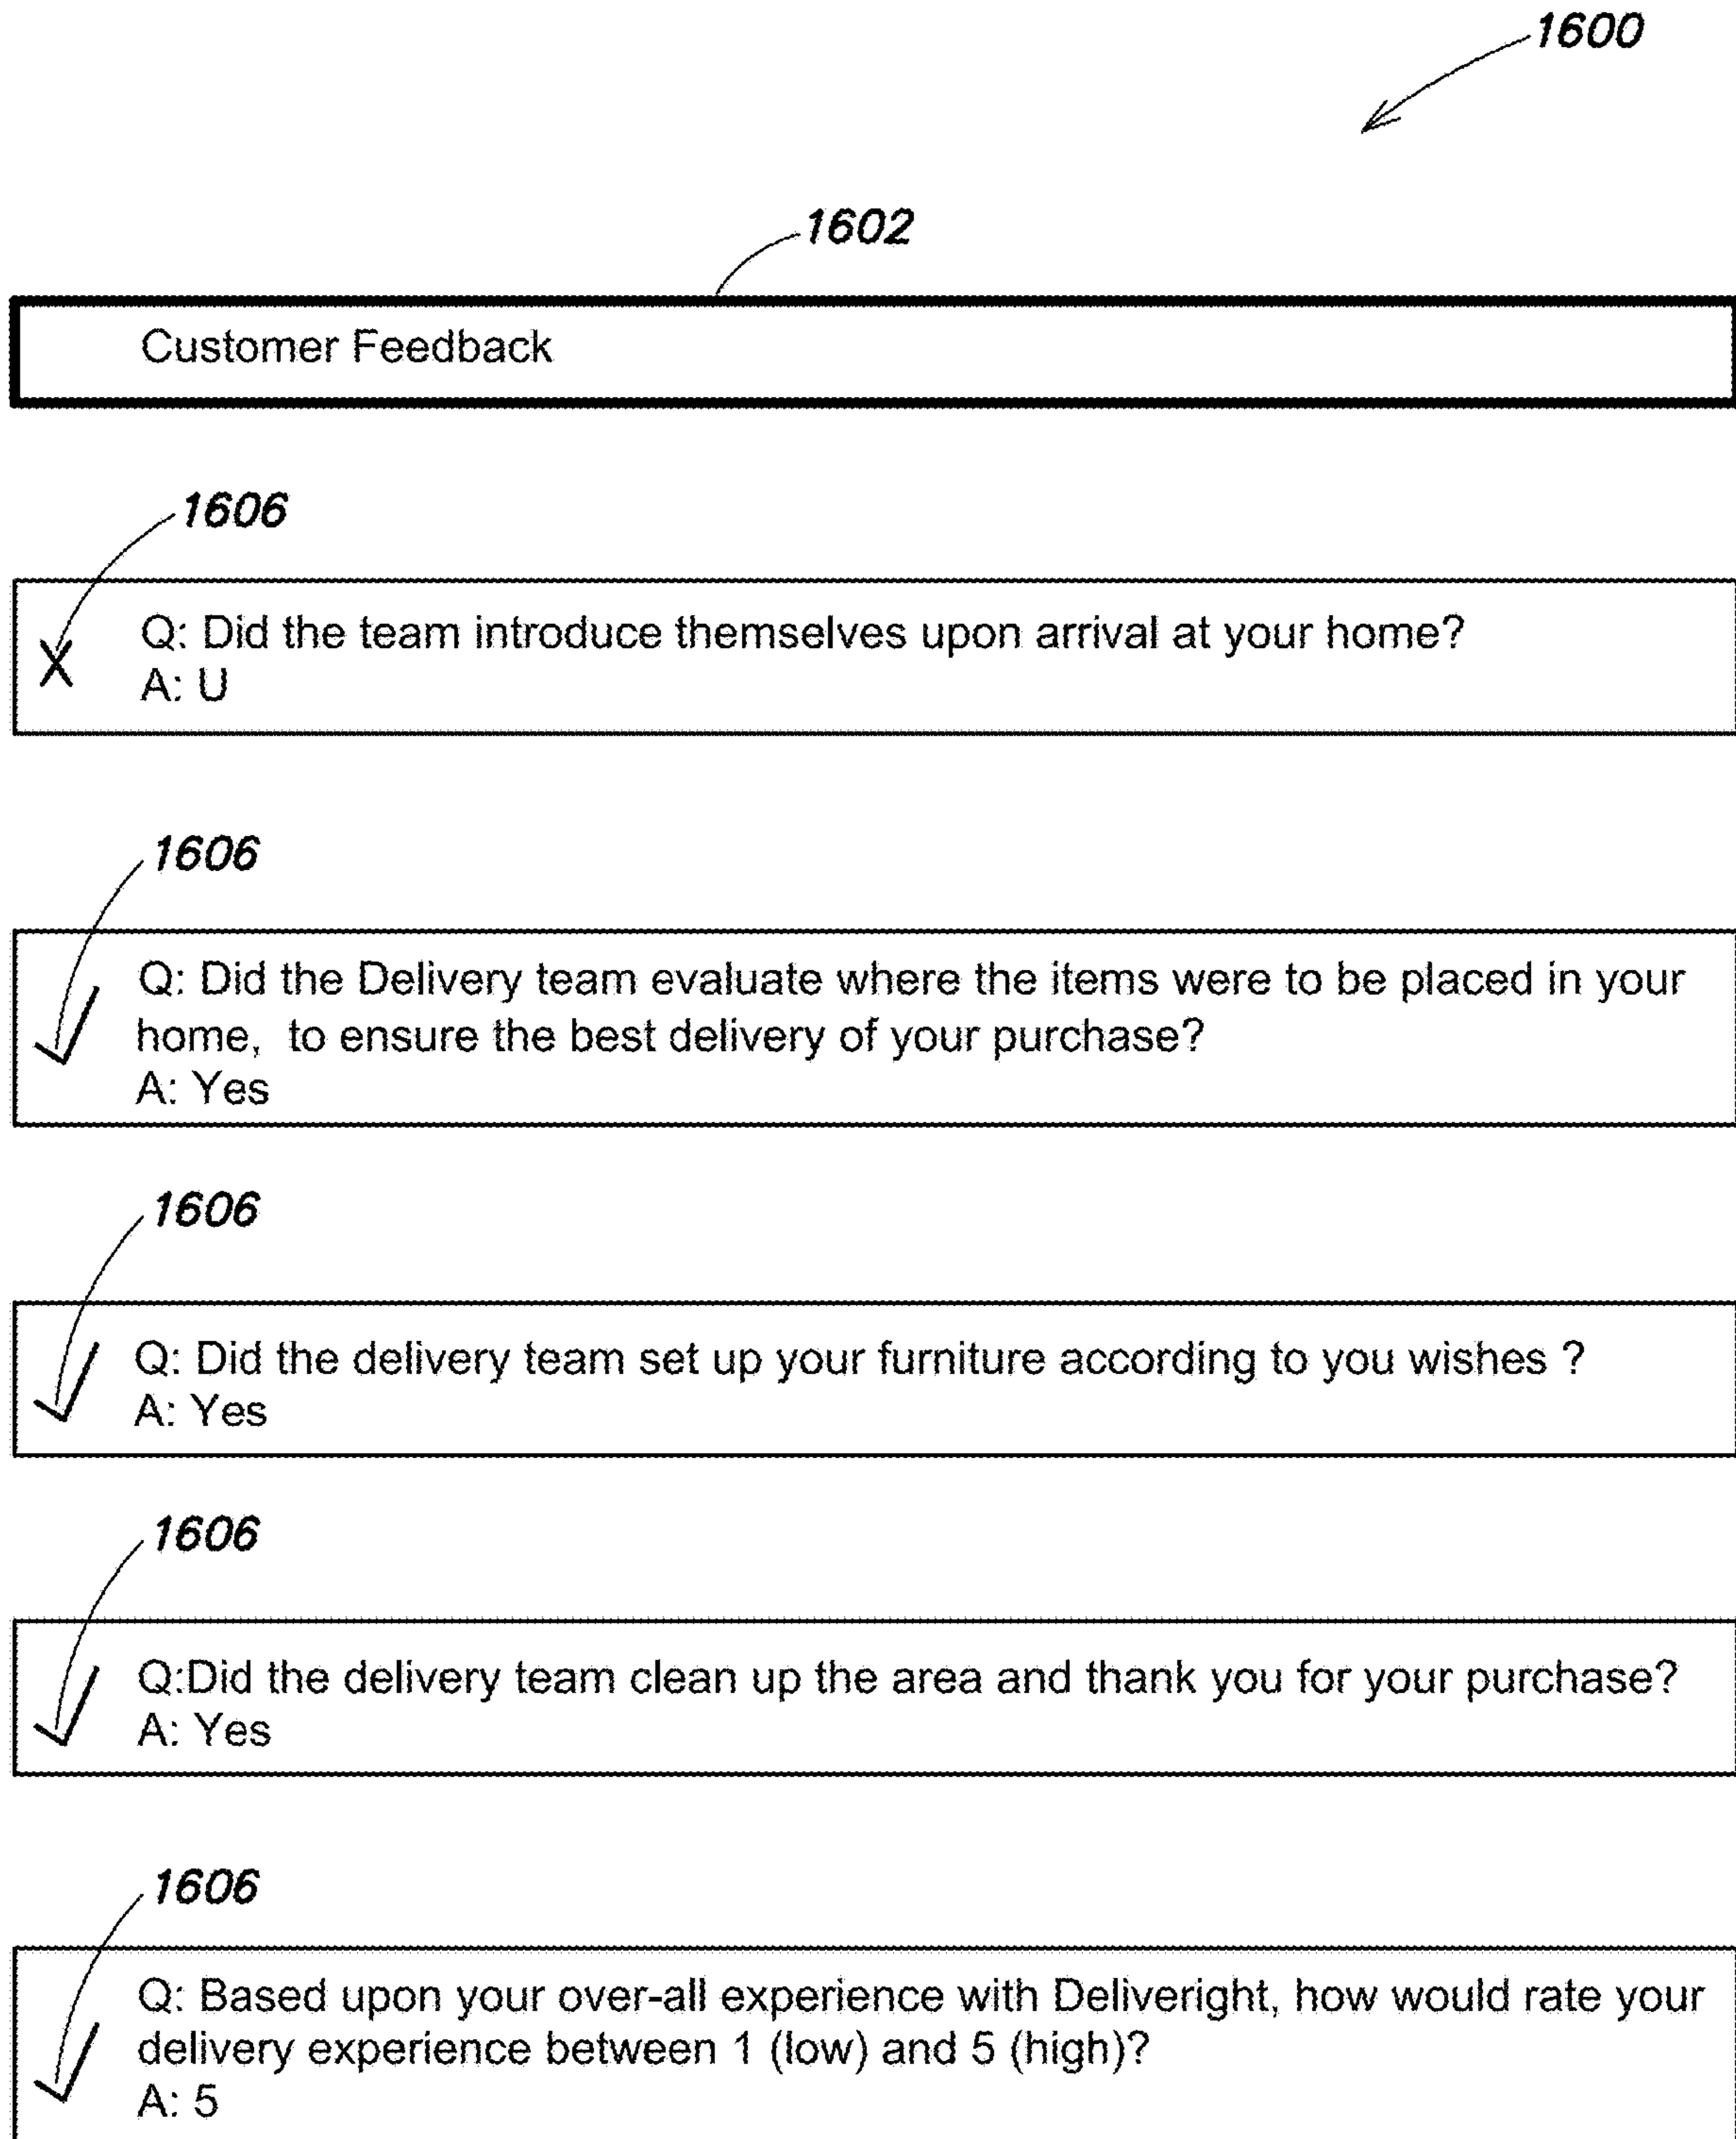 1600
1602
Customer Feedback
1606
X
Q: Did the team introduce themselves upon arrival at your home?
A: U
1606
Q: Did the Delivery team evaluate where the items were to be placed in your
home, to ensure the best delivery of your purchase?
A: Yes
1606
Q: Did the delivery team set up your furniture according to you wishes ?
A: Yes
1606
Q:Did the delivery team clean up the area and thank you for your purchase?
A: Yes
1606
Q: Based upon your over-all experience with Deliveright, how would rate your
delivery experience between 1 (low) and 5 (high)?
A: 5